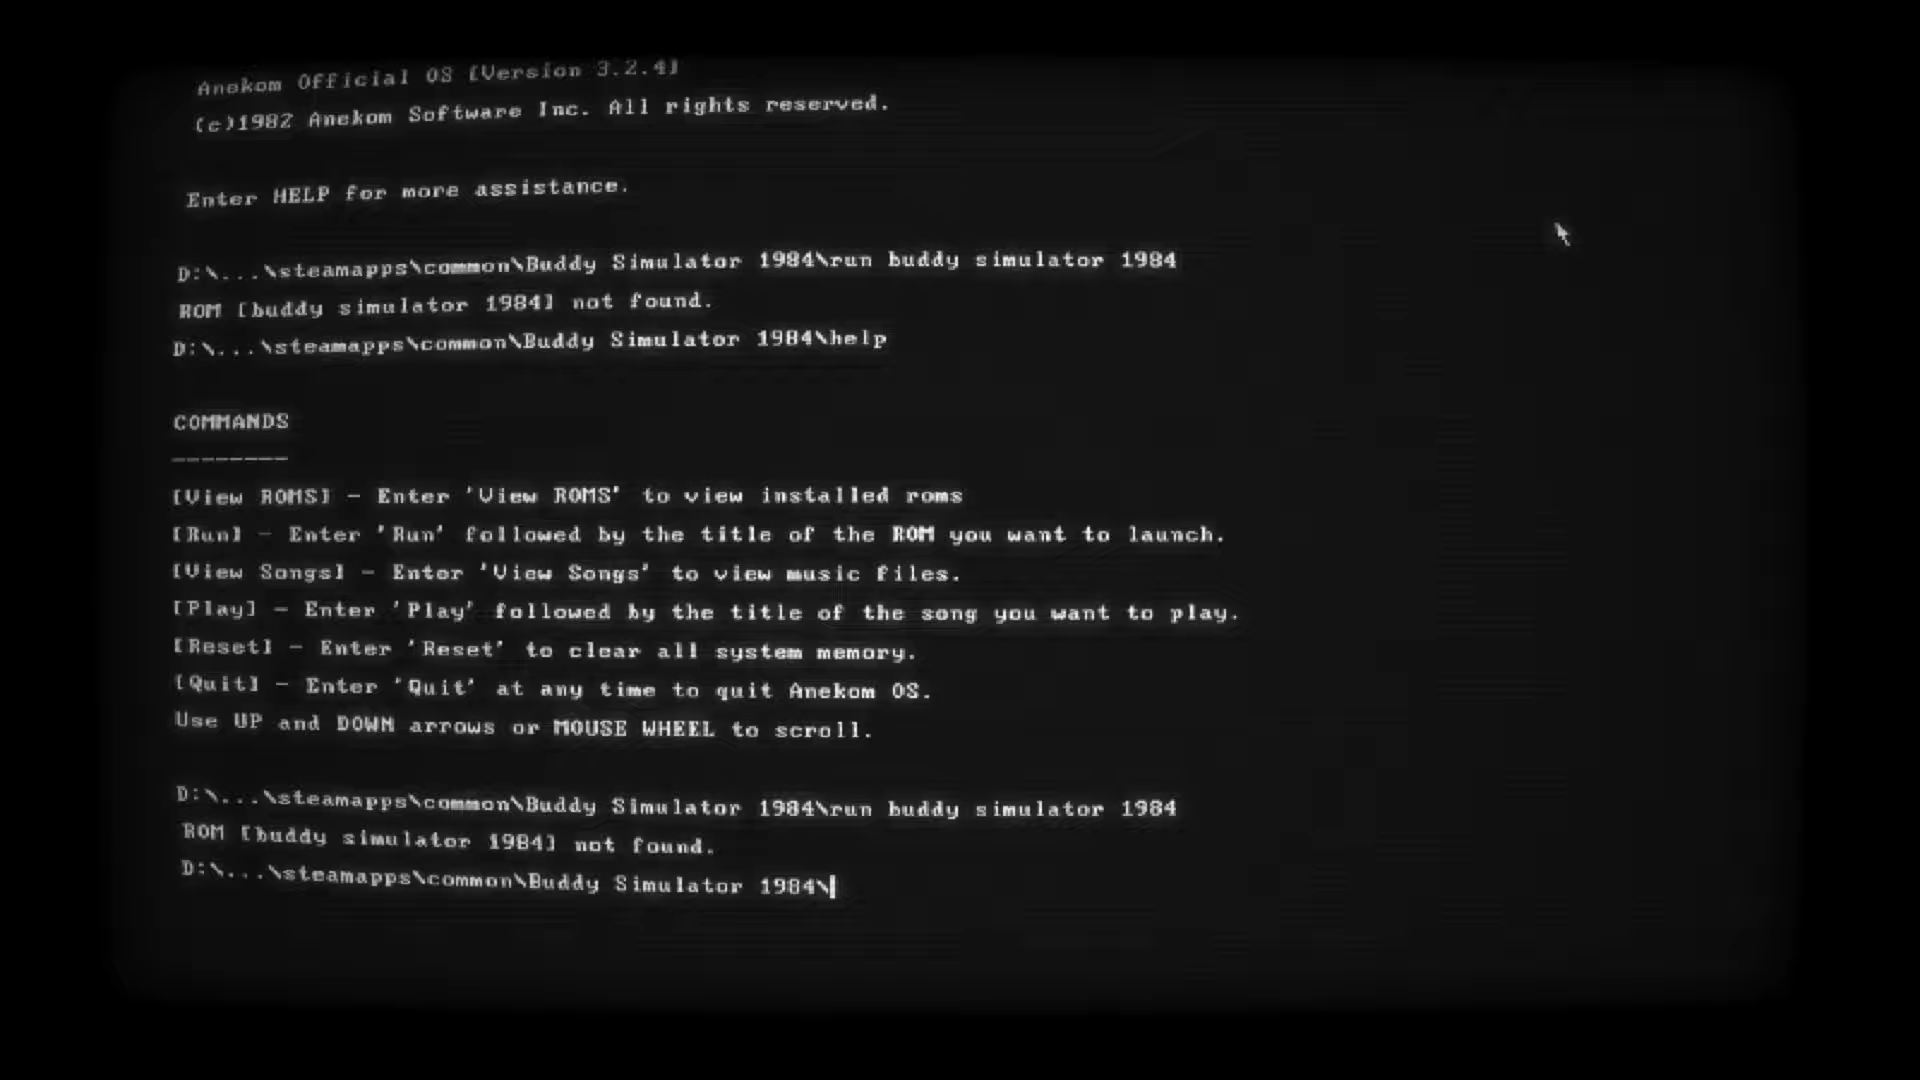 Anekom Official OS [Version 3.2.4]
(c)1982 Anekom Software Inc. All rights reserved.
Enter HELP for more assistance.
D:\...\steamapps\common\Buddy Simulator 1984\run buddy simulator 1984
ROM [buddy simulator 1984] not found.
D:\...\steamapps\common\Buddy Simulator 1984\help
COMMANDS
--------
[View ROMS] - Enter 'View ROMS' to view installed roms
[Run] - Enter 'Run' followed by the title of the ROM you want to launch.
[View Songs] - Enter 'View Songs' to view music files.
[Play] - Enter 'Play' followed by the title of the song you want to play.
[Reset] - Enter 'Reset' to clear all system memory.
[Quit] - Enter 'Quit' at any time to quit Anekom OS.
Use UP and DOWN arrows or MOUSE WHEEL to scroll.
D:\...\steamapps\common\Buddy Simulator 1984\run buddy simulator 1984
ROM [buddy simulator 1984] not found.
D:\...\steamapps\common\Buddy Simulator 1984\